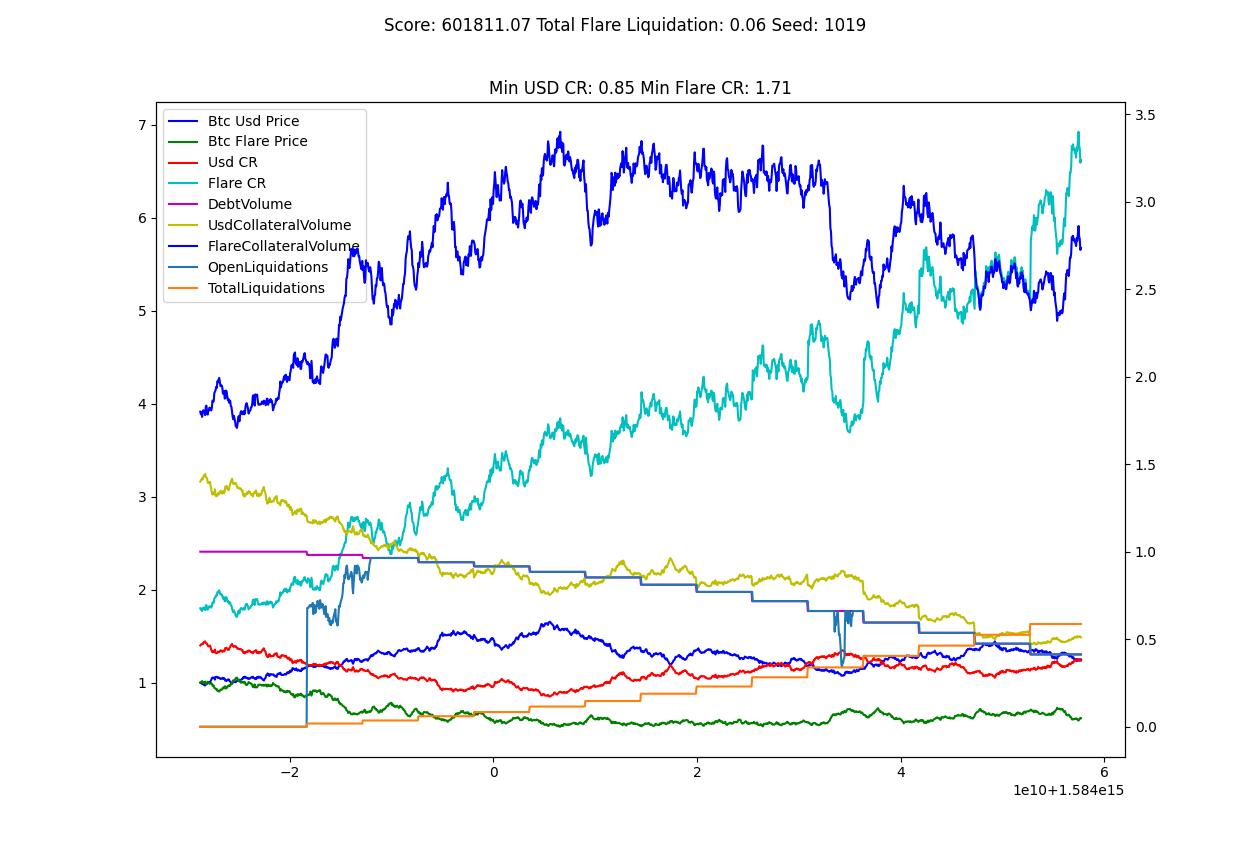 Score: 601811.07 Total Flare Liquidation: 0.06 Seed: 1019
Min USD CR: 0.85 Min Flare CR: 1.71
Btc Usd Price
Btc Flare Price
Usd CR
Flare CR
DebtVolume
UsdCollateralVolume
FlareCollateralVolume
OpenLiquidations
TotalLiquidations
7
6
5
4
3
2
1
3.5
3.0
2.5
2.0
1.5
1.0
0.5
0.0
−2
0
2
4
6
1e10+1.584e15